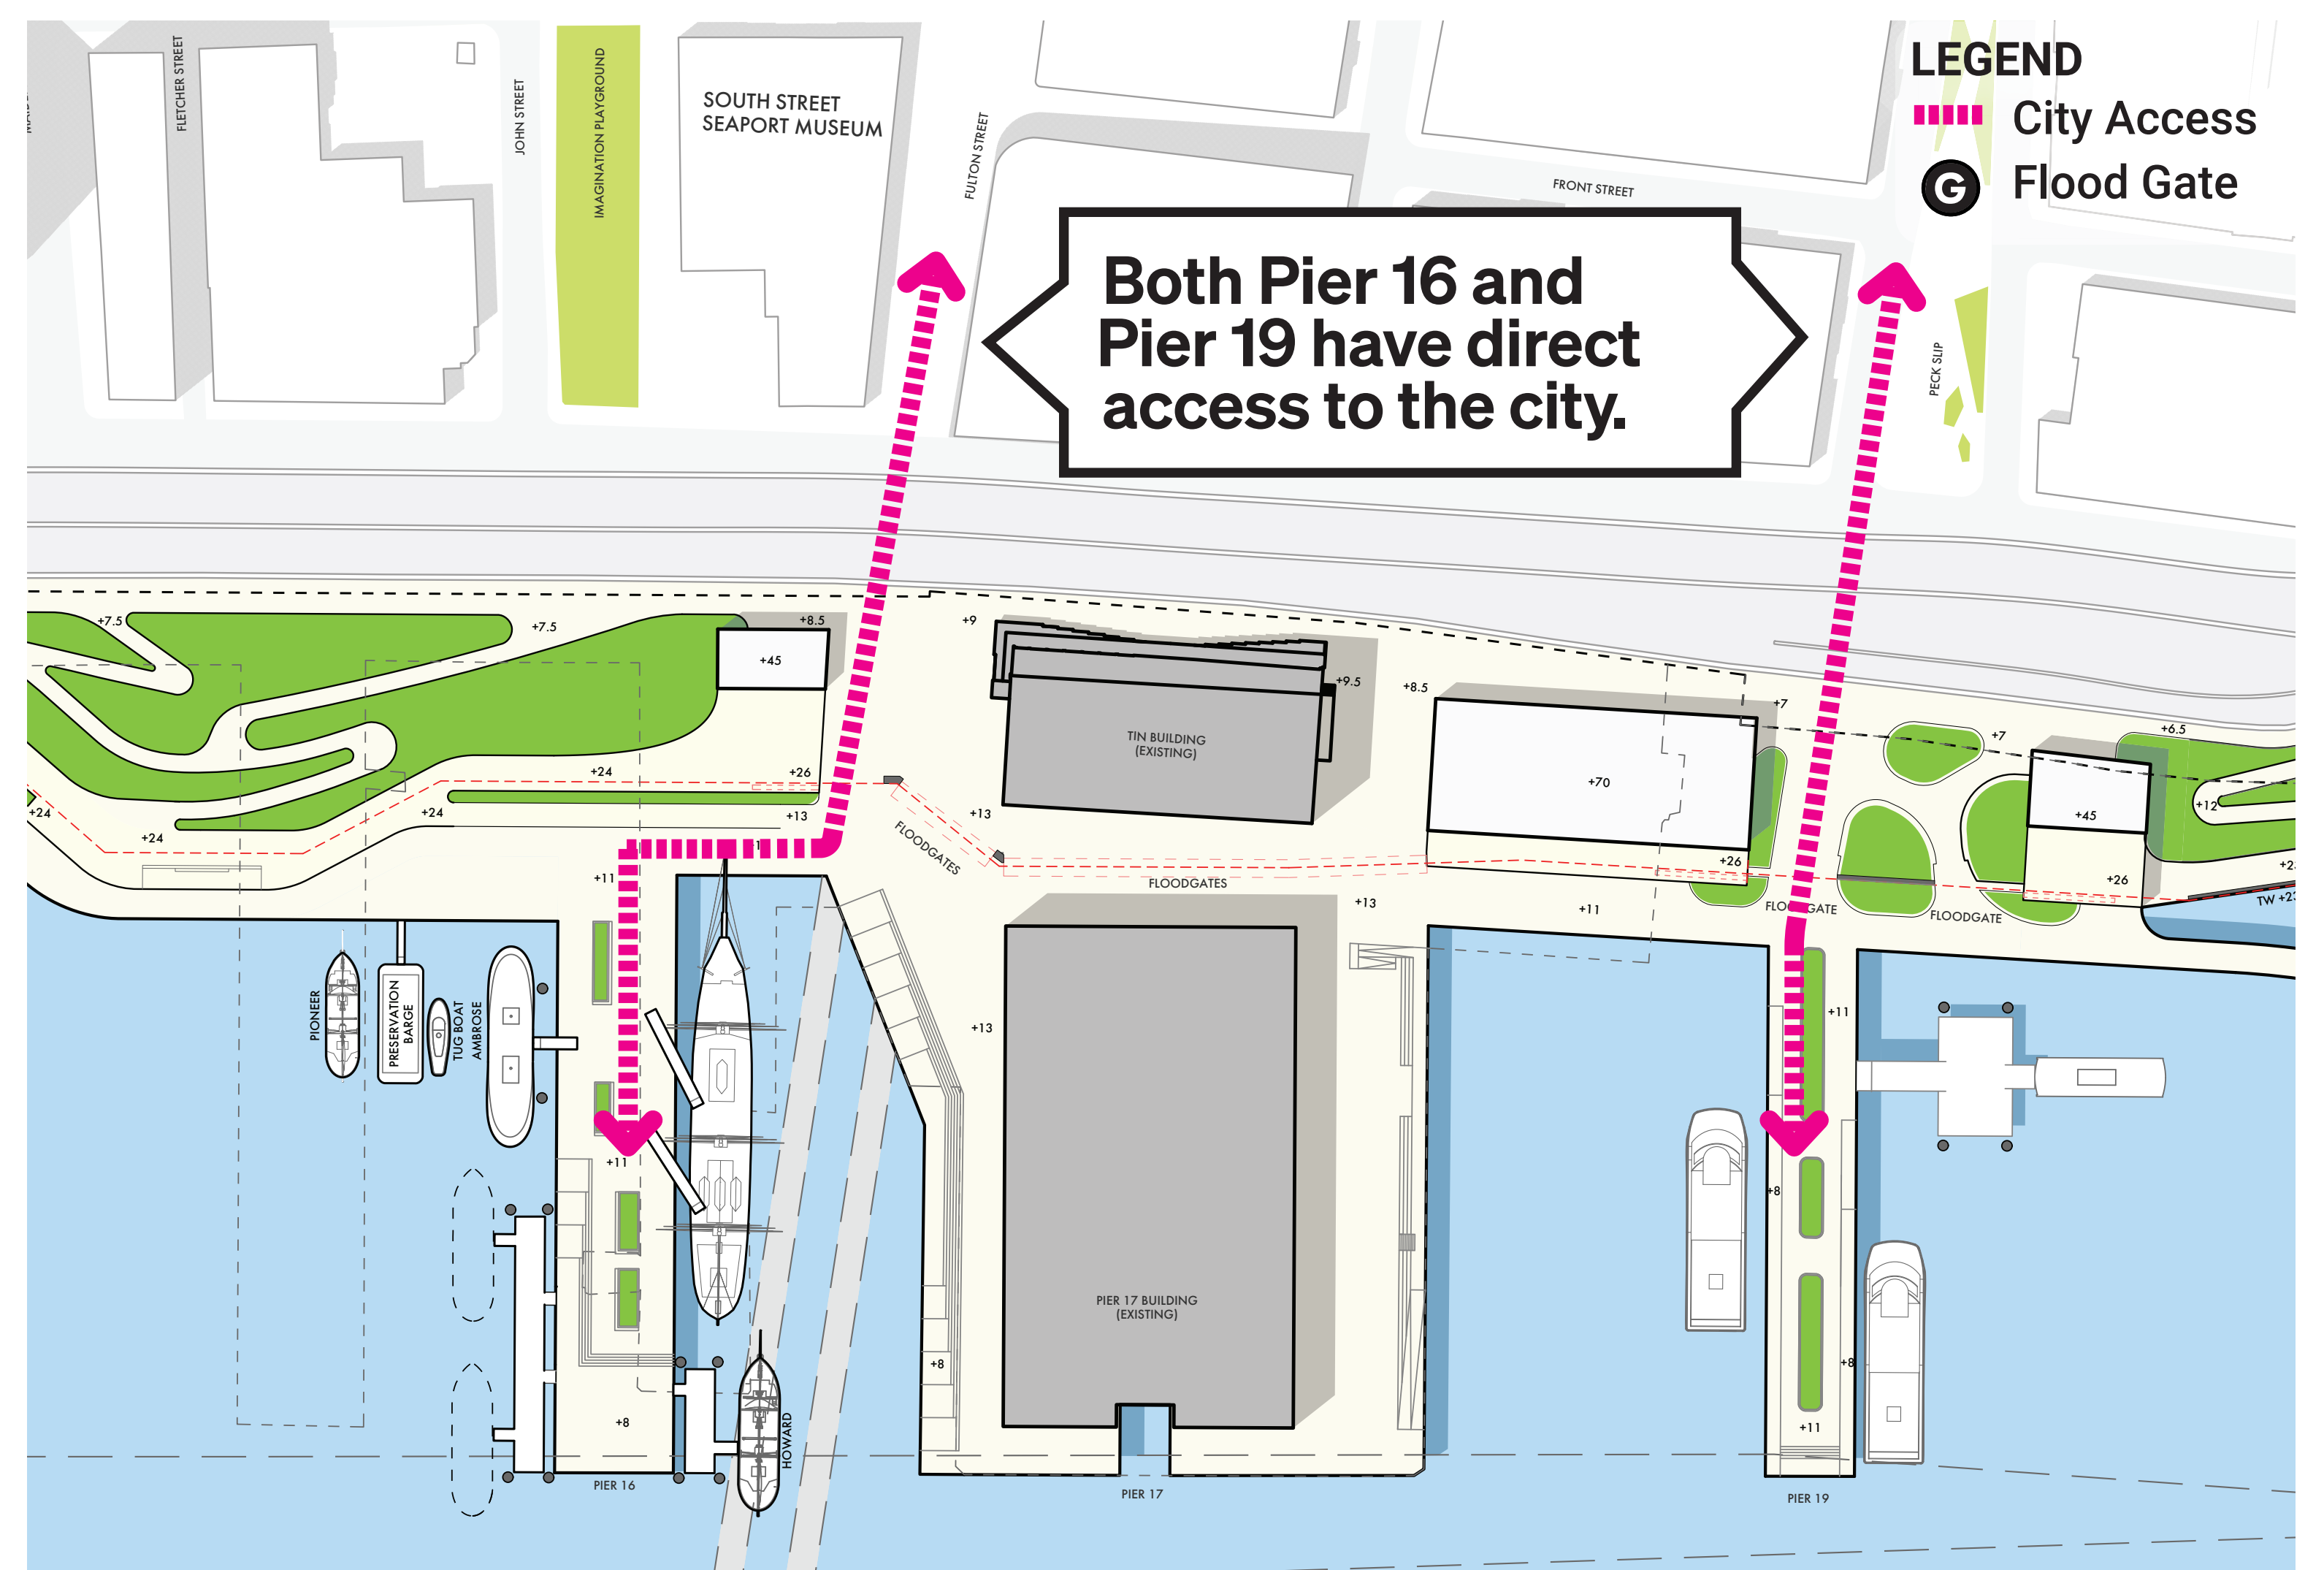 FLETCHER STREET
JOHN STREET
IMAGINATION PLAYGROUND
SOUTH STREET
SEAPORT MUSEUM
FULTON STREET
FRONT STREET
PECK SLIP
LEGEND
City Access
G
Flood Gate
Both Pier 16 and
Pier 19 have direct
access to the city.
+7.5
+7.5
+8.5
+45
+9
+9.5
+8.5
+7
+7
+6.5
TIN BUILDING
(EXISTING)
+70
+45
+12
+24
+24
+24
+24
+26
+13
+13
FLOODGATES
FLOODGATES
+26
+26
TW +23
+11
+13
+11
FLOODGATE
FLOODGATE
PIONEER
PRESERVATION
BARGE
TUG BOAT
AMBROSE
+13
+11
+11
+8
+8
+8
+8
+11
PIER 17 BUILDING
(EXISTING)
HOWARD
PIER 16
PIER 17
PIER 19